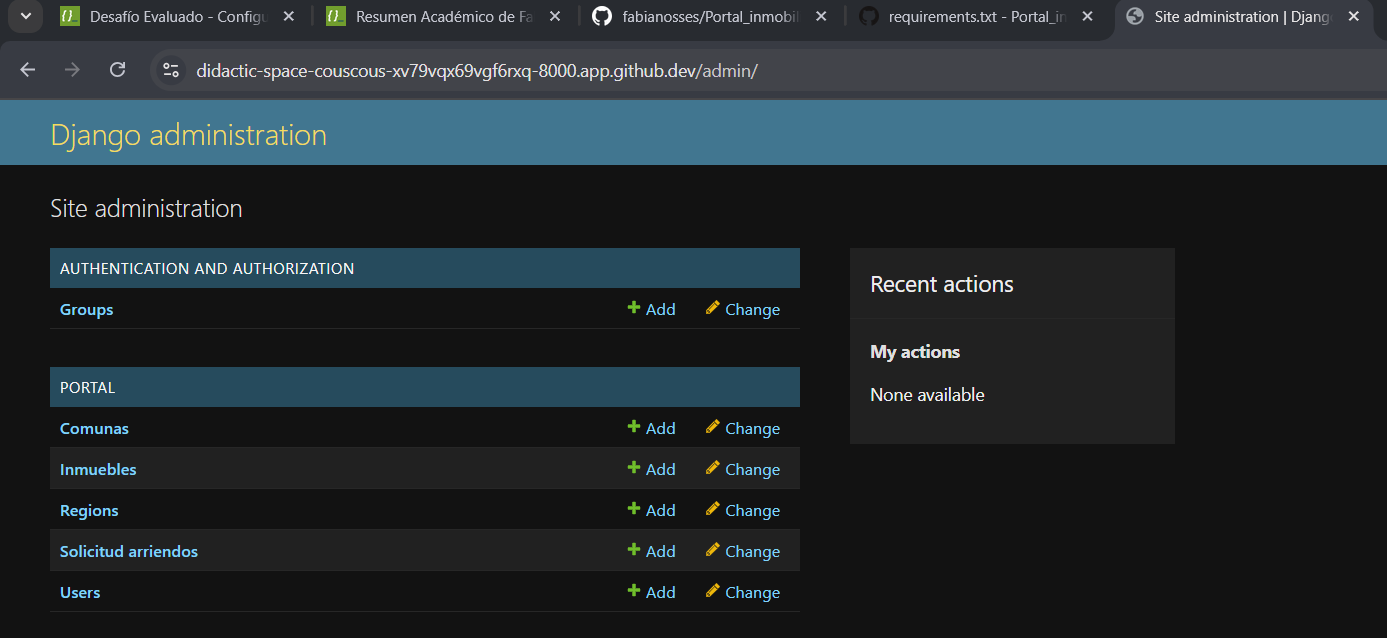 Desafío Evaluado - Configu
Resumen Académico de Fa
fabianosses/Portal_inmobil
requirements.txt - Portal_in
Site administration | Django
didactic-space-couscous-xv79vqx69vgf6rxq-8000.app.github.dev/admin/
Django administration
Site administration
AUTHENTICATION AND AUTHORIZATION
Groups Add Change
PORTAL
Comunas Add Change
Inmuebles Add Change
Regions Add Change
Solicitud arriendos Add Change
Users Add Change
Recent actions
My actions
None available